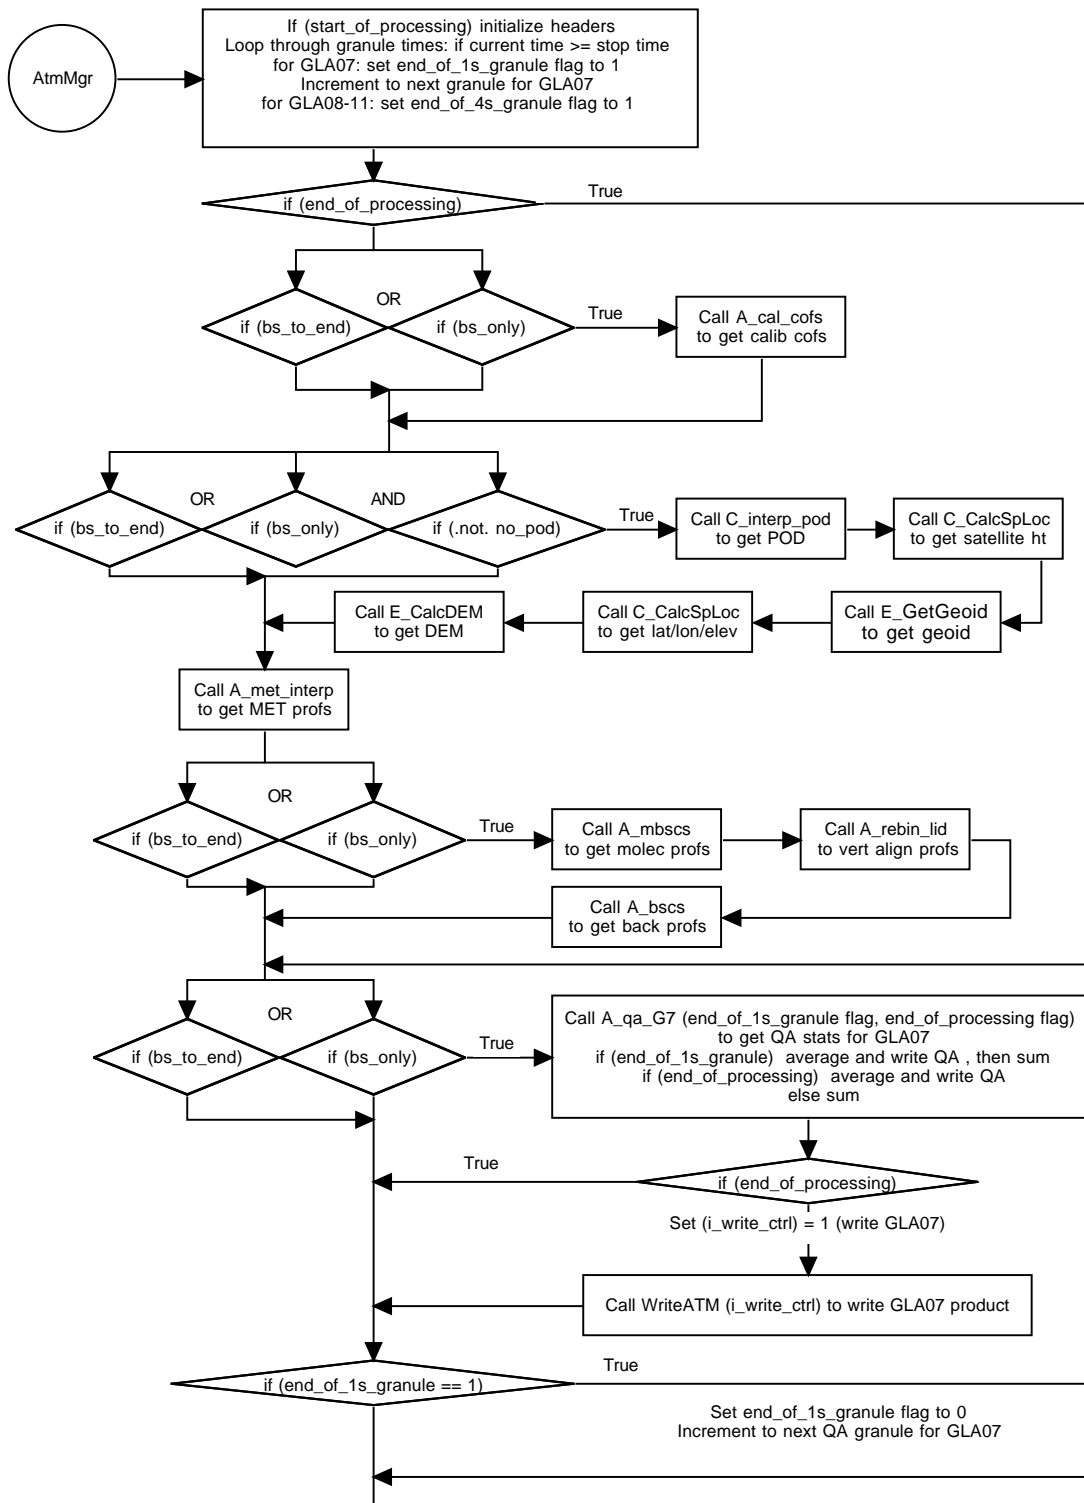 If (start_of_processing) initialize headers
Loop through granule times: if current time >= stop time
for GLA07: set end_of_1s_granule flag to 1
Increment to next granule for GLA07
for GLA08-11: set end_of_4s_granule flag to 1
AtmMgr
True
if (end_of_processing)
OR
True
if (bs_to_end)
if (bs_only)
Call A_cal_cofs
to get calib cofs
OR
AND
True
if (bs_to_end)
if (bs_only)
if (.not. no_pod)
Call C_interp_pod
to get POD
Call C_CalcSpLoc
to get satellite ht
Call E_CalcDEM
to get DEM
Call C_CalcSpLoc
to get lat/lon/elev
Call E_GetGeoid
to get geoid
Call A_met_interp
to get MET profs
OR
True
if (bs_to_end)
if (bs_only)
Call A_mbscs
to get molec profs
Call A_rebin_lid
to vert align profs
Call A_bscs
to get back profs
OR
True
if (bs_to_end)
if (bs_only)
Call A_qa_G7 (end_of_1s_granule flag, end_of_processing flag)
to get QA stats for GLA07
if (end_of_1s_granule) average and write QA , then sum
if (end_of_processing) average and write QA
else sum
True
if (end_of_processing)
Set (i_write_ctrl) = 1 (write GLA07)
Call WriteATM (i_write_ctrl) to write GLA07 product
True
if (end_of_1s_granule == 1)
Set end_of_1s_granule flag to 0
Increment to next QA granule for GLA07